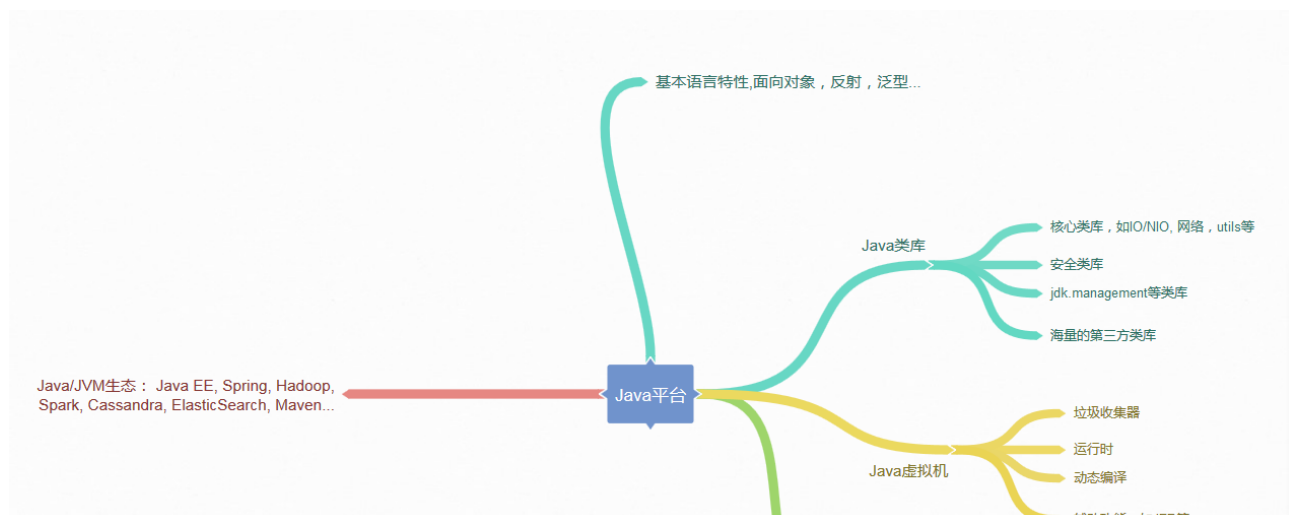 基本语言特性,面向对象，反射，泛型...
Java类库
核心类库，如IO/NIO, 网络，utils等
安全类库
jdk.management等类库
海量的第三方类库
Java/JVM生态： Java EE, Spring, Hadoop,
Spark, Cassandra, ElasticSearch, Maven...
Java平台
Java虚拟机
垃圾收集器
运行时
动态编译